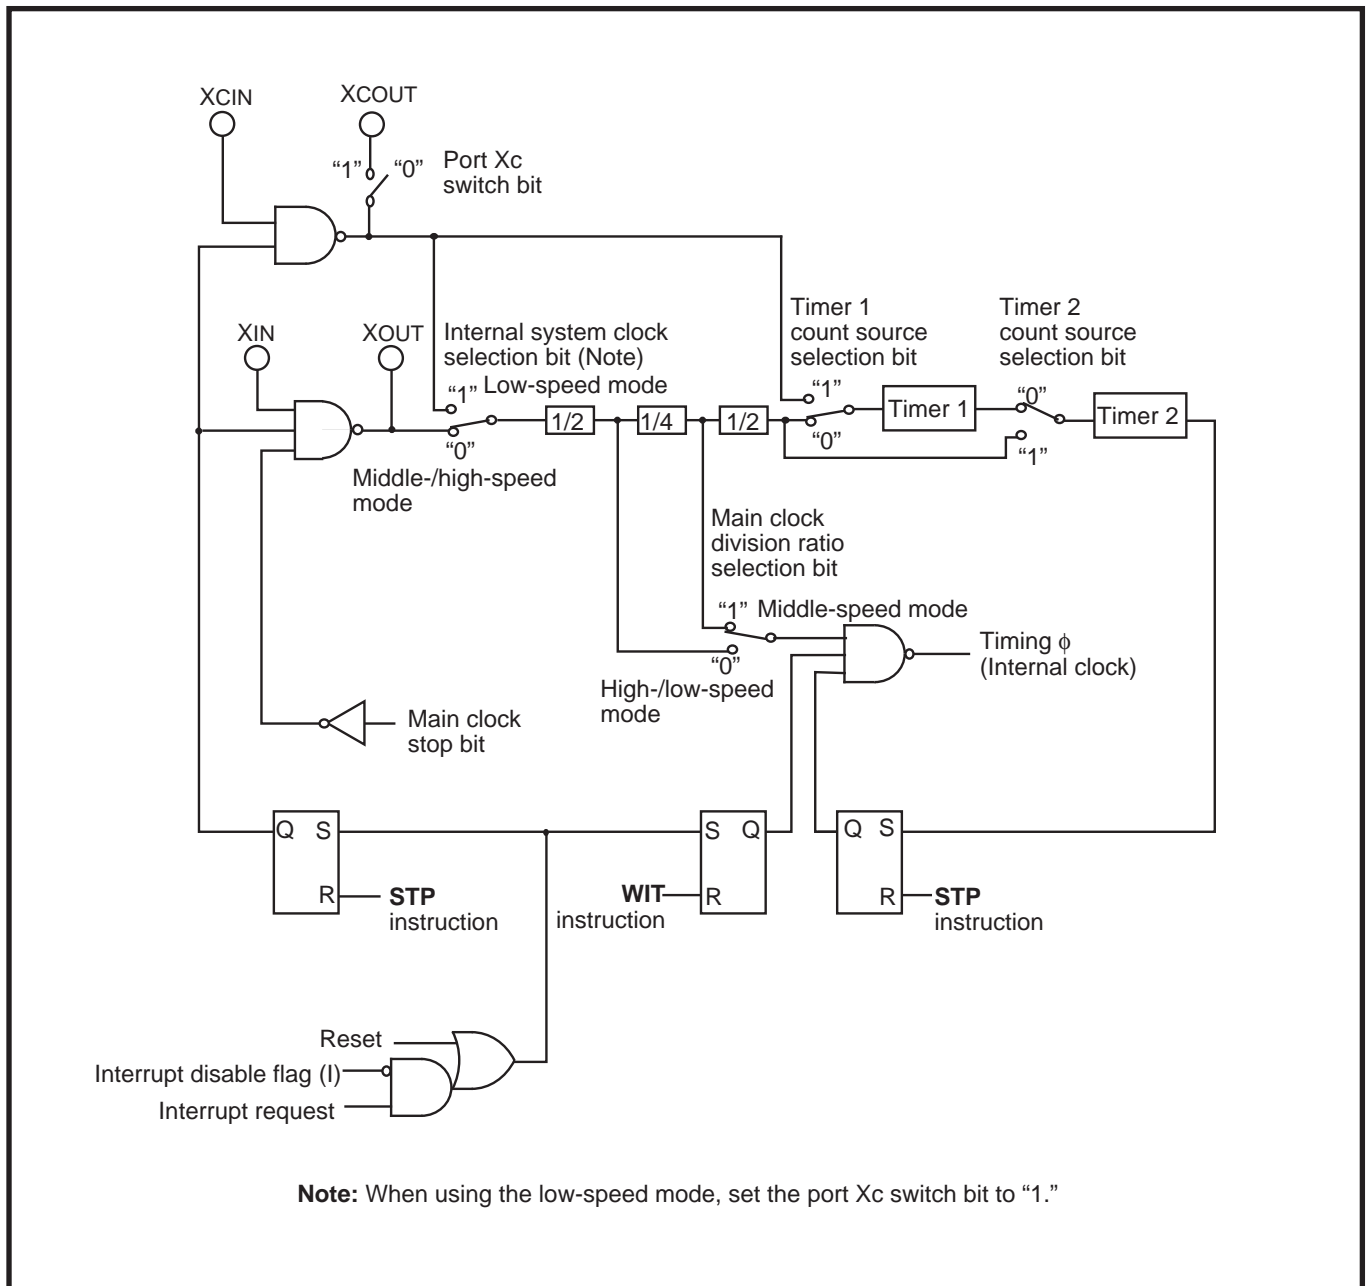 XCIN
XCOUT
“1”
“0”
Port Xc
switch bit
XIN
XOUT
Internal system clock
selection bit (Note)
“1” Low-speed mode
“0”
Middle-/high-speed
mode
1/2
1/4
1/2
Timer 1
count source
selection bit
“1”
“0”
Timer 1
Timer 2
count source
selection bit
“0”
“1”
Timer 2
Main clock
division ratio
selection bit
“1” Middle-speed mode
“0”
High-/low-speed
mode
Timing ϕ
(Internal clock)
Main clock
stop bit
Q S
R
STP
instruction
S Q
R
WIT
instruction
Q S
R
STP
instruction
Reset
Interrupt disable flag (I)
Interrupt request
Note: When using the low-speed mode, set the port Xc switch bit to “1.”